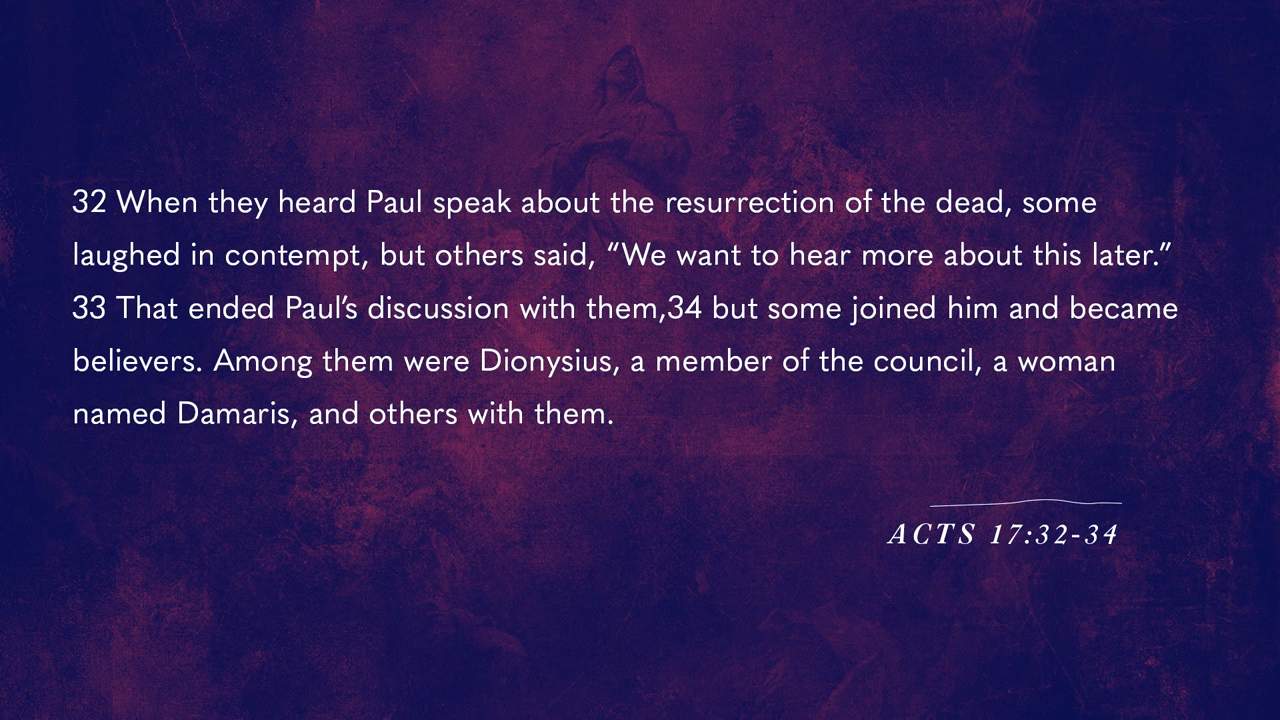 32 When they heard Paul speak about the resurrection of the dead, some
laughed in contempt, but others said, “We want to hear more about this later.”
33 That ended Paul’s discussion with them,34 but some joined him and became
believers. Among them were Dionysius, a member of the council, a woman
named Damaris, and others with them.
ACTS 17:32-34